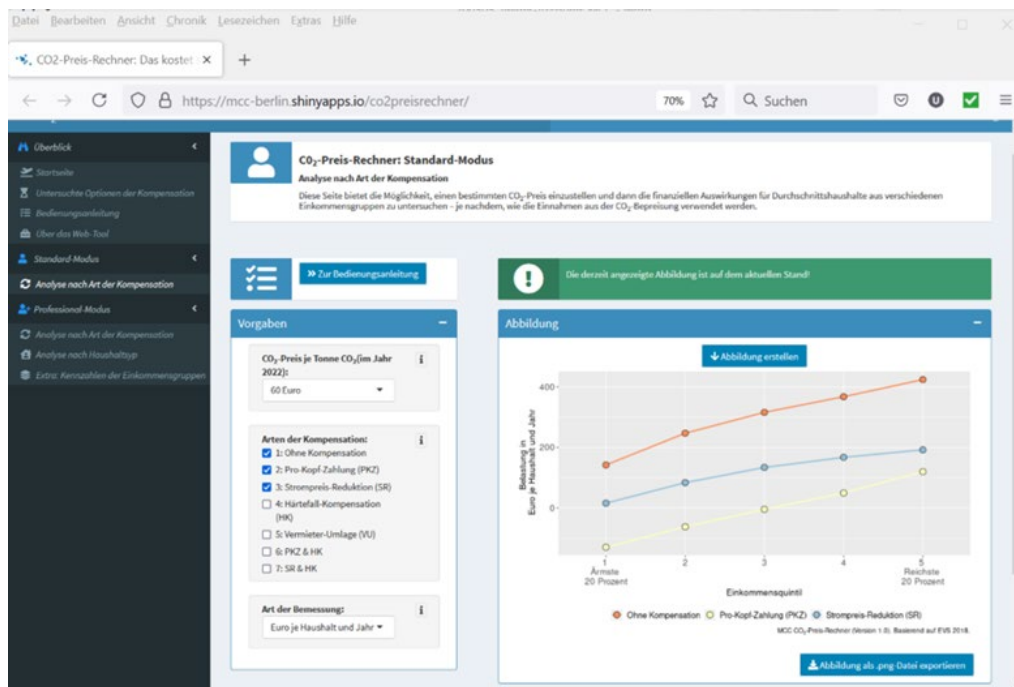 Datei Bearbeiten Ansicht Chronik Lesezeichen Extras Hilfe
CO2-Preis-Rechner: Das kostet
https://mcc-berlin.shinyapps.io/co2preisrechner/
70%
Suchen
Überblick
Startseite
Untersuchte Optionen der Kompensation
Bedienungsanleitung
Über das Web-Tool
Standard-Modus
Analyse nach Art der Kompensation
Professional-Modus
Analyse nach Art der Kompensation
Analyse nach Haushaltstyp
Extra: Kennzahlen der Einkommensgruppen
CO₂-Preis-Rechner: Standard-Modus
Analyse nach Art der Kompensation
Diese Seite bietet die Möglichkeit, einen bestimmten CO₂-Preis einzustellen und dann die finanziellen Auswirkungen für Durchschnittshaushalte aus verschiedenen
Einkommensgruppen zu untersuchen – je nachdem, wie die Einnahmen aus der CO₂-Bepreisung verwendet werden.
Zur Bedienungsanleitung
Die derzeit angezeigte Abbildung ist auf dem aktuellen Stand!
Vorgaben
CO₂-Preis je Tonne CO₂(im Jahr
2022):
60 Euro
Arten der Kompensation:
1: Ohne Kompensation
2: Pro-Kopf-Zahlung (PKZ)
3: Strompreis-Reduktion (SR)
4: Härtefall-Kompensation
(HK)
5: Vermieter-Umlage (VU)
6: PKZ & HK
7: SR & HK
Art der Bemessung:
Euro je Haushalt und Jahr
Abbildung
Abbildung erstellen
Belastung in
Euro je Haushalt und Jahr
400
200
0
1 2 3 4 5
Ärmste
20 Prozent
Reichste
20 Prozent
Einkommensquintil
Ohne Kompensation Pro-Kopf-Zahlung (PKZ) Strompreis-Reduktion (SR)
MCC CO₂-Preis-Rechner (Version 1.0). Basierend auf EVS 2018.
Abbildung als .png-Datei exportieren